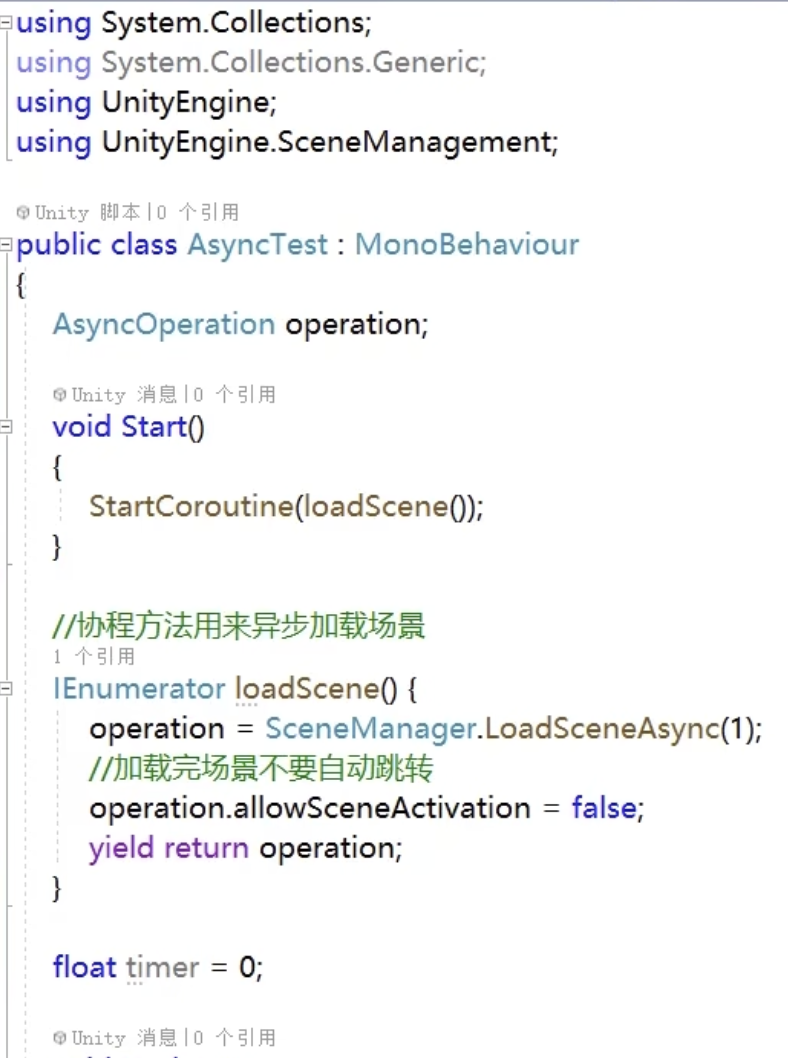 using System.Collections;
using System.Collections.Generic;
using UnityEngine;
using UnityEngine.SceneManagement;
Unity 脚本|0 个引用
public class AsyncTest : MonoBehaviour
{
AsyncOperation operation;
Unity 消息|0 个引用
void Start()
{
StartCoroutine(loadScene());
}
//协程方法用来异步加载场景
1 个引用
IEnumerator loadScene() {
operation = SceneManager.LoadSceneAsync(1);
//加载完场景不要自动跳转
operation.allowSceneActivation = false;
yield return operation;
}
float timer = 0;
Unity 消息|0 个引用